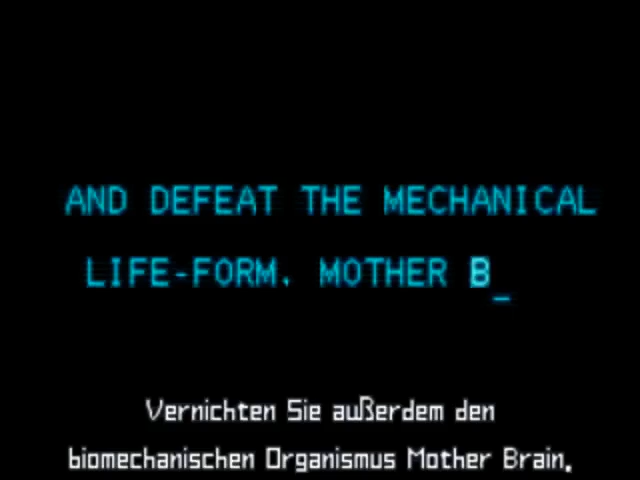 AND DEFEAT THE MECHANICAL
LIFE-FORM. MOTHER B_
Vernichten Sie außerdem den
biomechanischen Organismus Mother Brain.